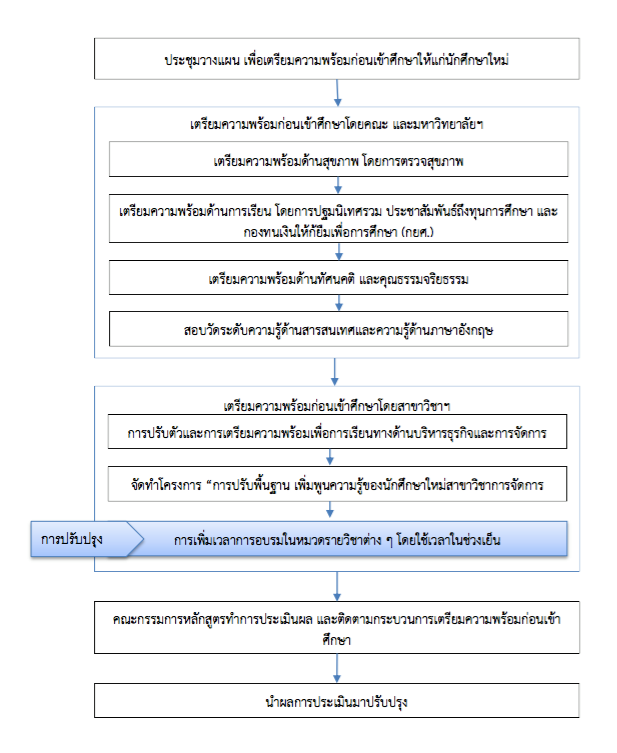 ประชุมวางแผน เพื่อเตรียมความพร้อมก่อนเข้าศึกษาให้แก่นักศึกษาใหม่
เตรียมความพร้อมก่อนเข้าศึกษาโดยคณะ และมหาวิทยาลัยฯ
เตรียมความพร้อมด้านสุขภาพ โดยการตรวจสุขภาพ
เตรียมความพร้อมด้านการเรียน โดยการปฐมนิเทศรวม ประชาสัมพันธ์ถึงทุนการศึกษา และ
กองทนเงินให้กู้ยืมเพื่อการศึกษา (กยศ.)
เตรียมความพร้อมด้านทัศนคติ และคุณธรรมจริยธรรม
สอบวัดระดับความรู้ด้านสารสนเทศและความรู้ด้านภาษาอังกฤษ
เตรียมความพร้อมก่อนเข้าศึกษาโดยสาขาวิชาฯ
การปรับตัวและการเตรียมความพร้อมเพื่อการเรียนทางด้านบริหารธุรกิจและการจัดการ
จัดทำโครงการ “การปรับพื้นฐาน เพิ่มพูนความรู้ของนักศึกษาใหม่สาขาวิชาการจัดการ
การปรับปรุง
การเพิ่มเวลาการอบรมในหมวดรายวิชาต่าง ๆ โดยใช้เวลาในช่วงเย็น
คณะกรรมการหลักสูตรทำการประเมินผล และติดตามกระบวนการเตรียมความพร้อมก่อนเข้า
ศึกษา
นำผลการประเมินมาปรับปรุง